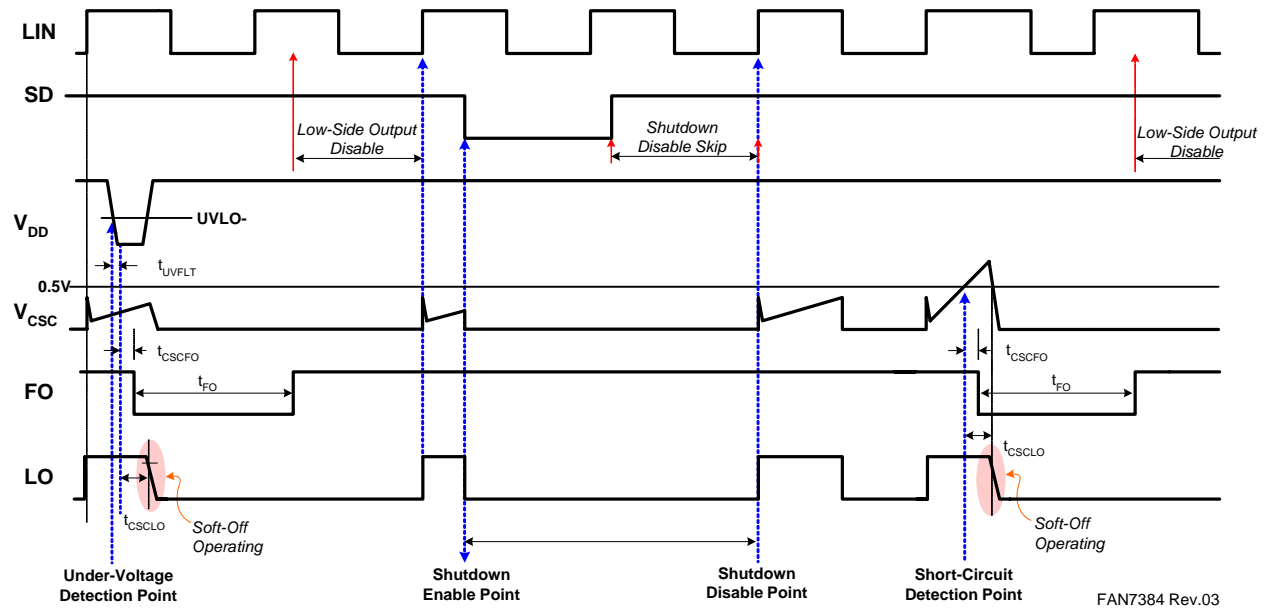 LIN
SD
Low-Side Output
Disable
Shutdown
Disable Skip
Low-Side Output
Disable
UVLO-
VDD
tUVFLT
0.5V
VCSC
tCSCFO
tCSCFO
FO
tFO
tFO
tCSCLO
LO
tCSCLO
Soft-Off
Operating
Soft-Off
Operating
Under-Voltage
Detection Point
Shutdown
Enable Point
Shutdown
Disable Point
Short-Circuit
Detection Point
FAN7384 Rev.03